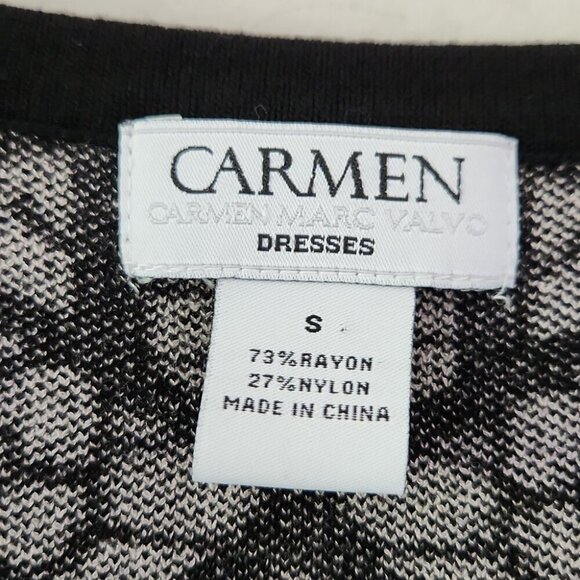 CARMEN
CARMEN MARC VALVO
DRESSES
S
73%RAYON
27%NYLON
MADE IN CHINA